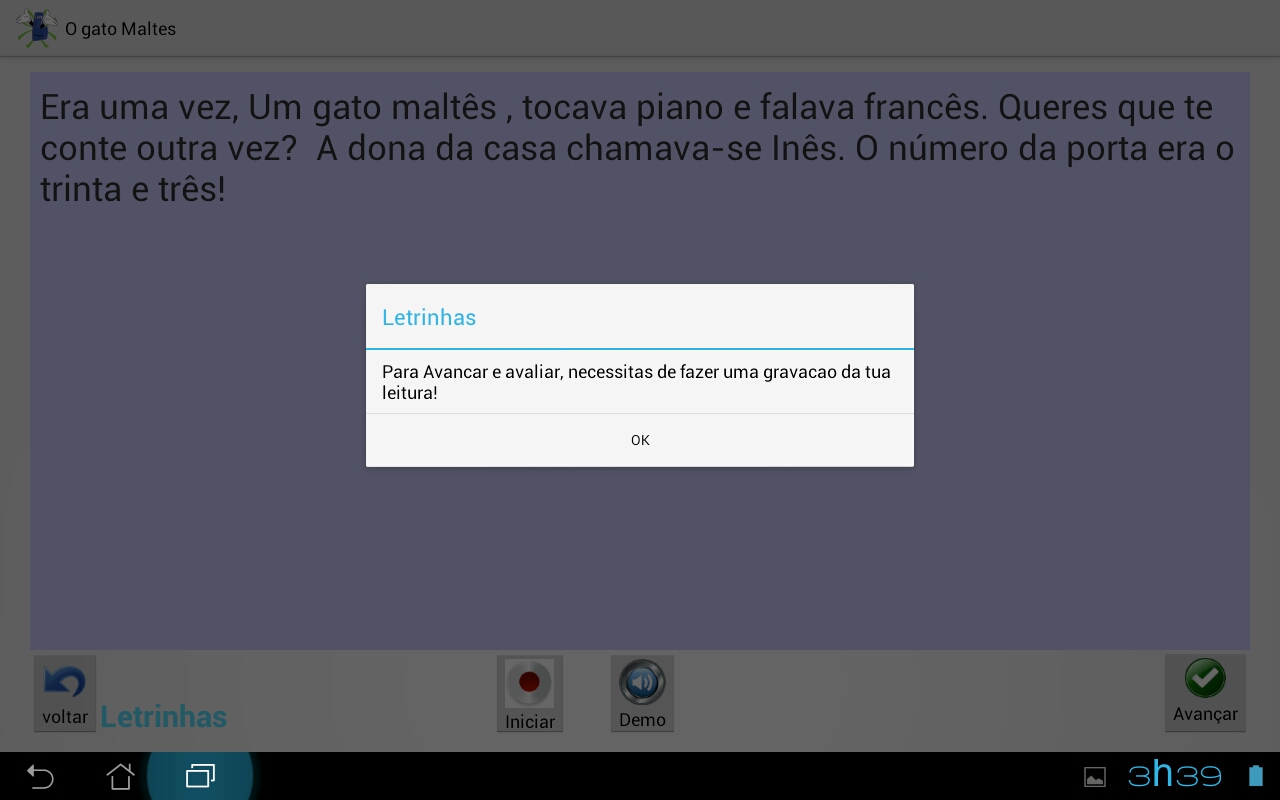 O gato Maltes
Era uma vez, Um gato maltês , tocava piano e falava francês. Queres que te
conte outra vez?  A dona da casa chamava-se Inês. O número da porta era o
trinta e três!
Letrinhas
Para Avancar e avaliar, necessitas de fazer uma gravacao da tua
leitura!
OK
voltar
Letrinhas
Iniciar
Demo
Avançar
3h39